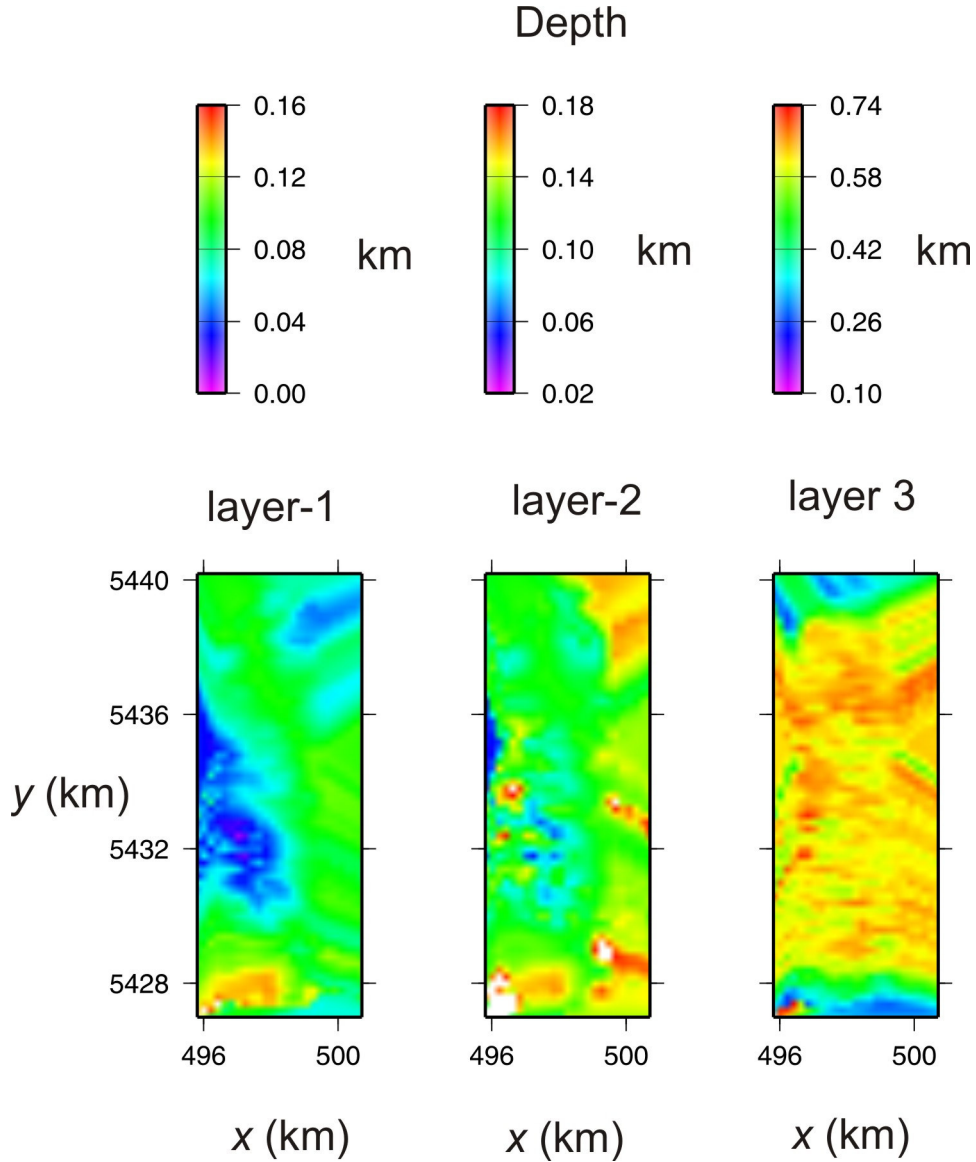 Depth
0.16 0.18 0.74
0.12 0.14 0.58
0.08 0.10 0.42
km km km
0.04 0.06 0.26
0.00 0.02 0.10
layer-1 layer-2 layer 3
5440
5436
y (km)
5432
5428
496 500 496 500 496 500
x (km) x (km) x (km)